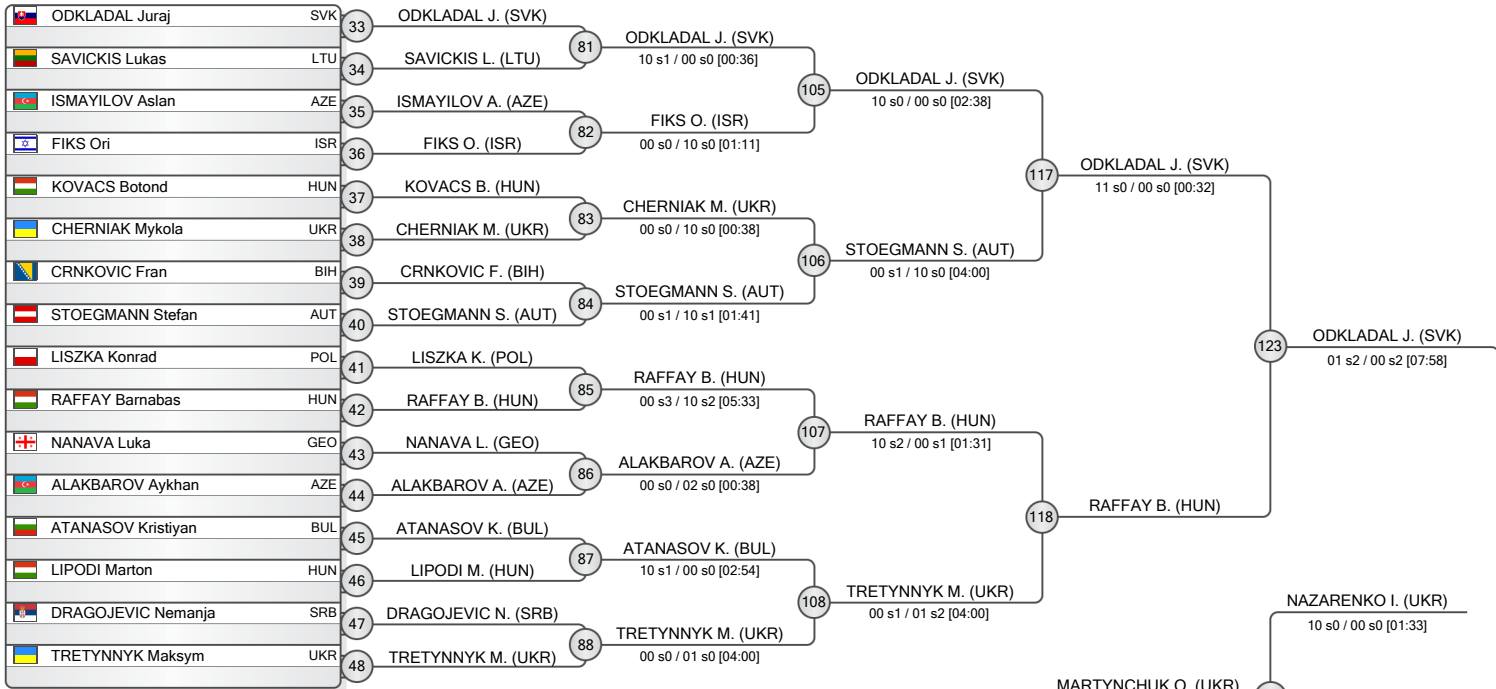 ODKLADAL Juraj SVK
SAVICKIS Lukas LTU
ISMAYILOV Aslan AZE
FIKS Ori ISR
KOVACS Botond HUN
CHERNIAK Mykola UKR
CRNKOVIC Fran BIH
STOEGMANN Stefan AUT
LISZKA Konrad POL
RAFFAY Barnabas HUN
NANAVA Luka GEO
ALAKBAROV Aykhan AZE
ATANASOV Kristiyan BUL
LIPODI Marton HUN
DRAGOJEVIC Nemanja SRB
TRETYNNYK Maksym UKR
33
34
35
36
37
38
39
40
41
42
43
44
45
46
47
48
ODKLADAL J. (SVK)
SAVICKIS L. (LTU)
ISMAYILOV A. (AZE)
FIKS O. (ISR)
KOVACS B. (HUN)
CHERNIAK M. (UKR)
CRNKOVIC F. (BIH)
STOEGMANN S. (AUT)
LISZKA K. (POL)
RAFFAY B. (HUN)
NANAVA L. (GEO)
ALAKBAROV A. (AZE)
ATANASOV K. (BUL)
LIPODI M. (HUN)
DRAGOJEVIC N. (SRB)
TRETYNNYK M. (UKR)
81
82
83
84
85
86
87
88
ODKLADAL J. (SVK)
10 s1 / 00 s0 [00:36]
FIKS O. (ISR)
00 s0 / 10 s0 [01:11]
CHERNIAK M. (UKR)
00 s0 / 10 s0 [00:38]
STOEGMANN S. (AUT)
00 s1 / 10 s1 [01:41]
RAFFAY B. (HUN)
00 s3 / 10 s2 [05:33]
ALAKBAROV A. (AZE)
00 s0 / 02 s0 [00:38]
ATANASOV K. (BUL)
10 s1 / 00 s0 [02:54]
TRETYNNYK M. (UKR)
00 s0 / 01 s0 [04:00]
105
106
107
108
ODKLADAL J. (SVK)
10 s0 / 00 s0 [02:38]
STOEGMANN S. (AUT)
00 s1 / 10 s0 [04:00]
RAFFAY B. (HUN)
10 s2 / 00 s1 [01:31]
TRETYNNYK M. (UKR)
00 s1 / 01 s2 [04:00]
117
118
ODKLADAL J. (SVK)
11 s0 / 00 s0 [00:32]
RAFFAY B. (HUN)
123
ODKLADAL J. (SVK)
01 s2 / 00 s2 [07:58]
NAZARENKO I. (UKR)
10 s0 / 00 s0 [01:33]
MARTYNCHUK O. (UKR)